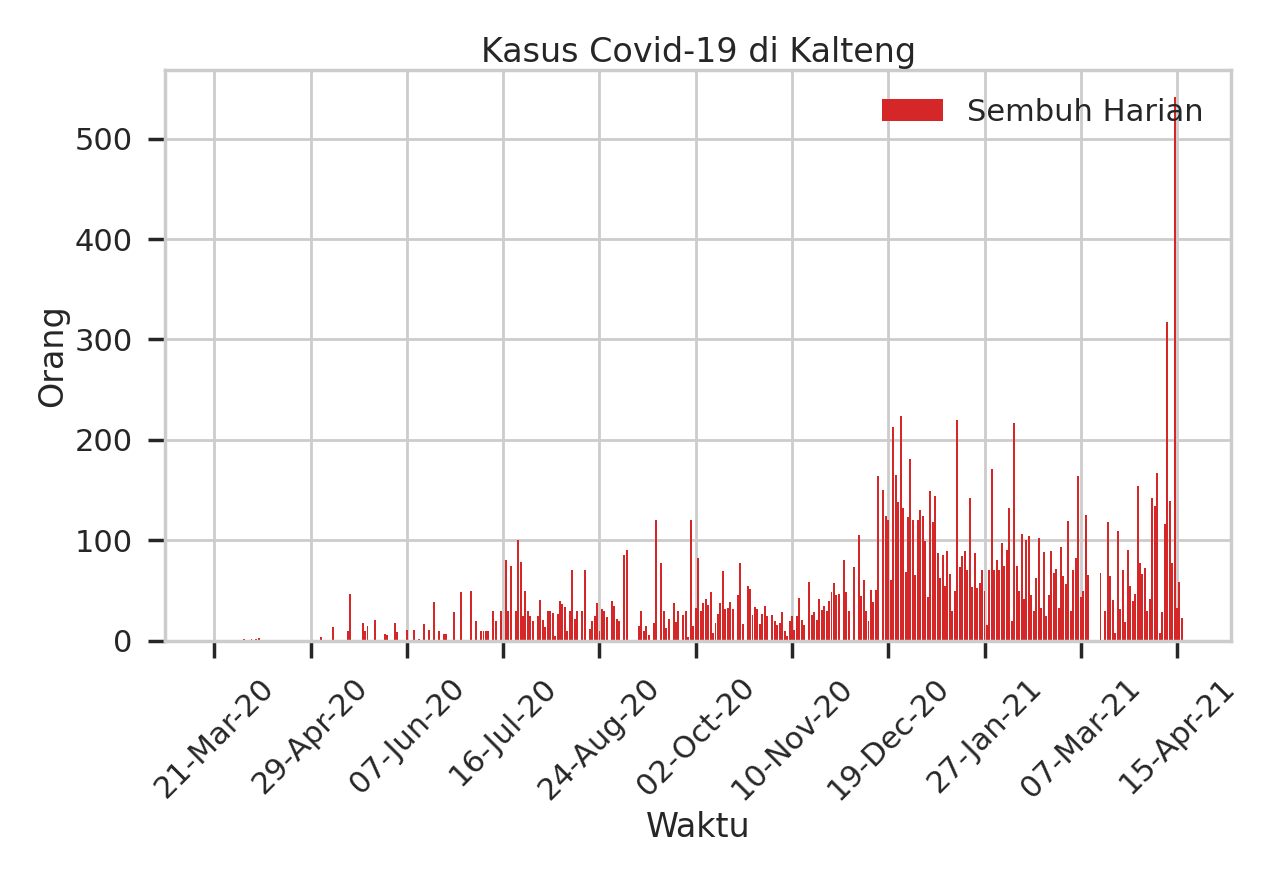 Kasus Covid-19 di Kalteng
Sembuh Harian
Orang
500
400
300
200
100
0
21-Mar-20
29-Apr-20
07-Jun-20
16-Jul-20
24-Aug-20
02-Oct-20
10-Nov-20
19-Dec-20
27-Jan-21
07-Mar-21
15-Apr-21
Waktu